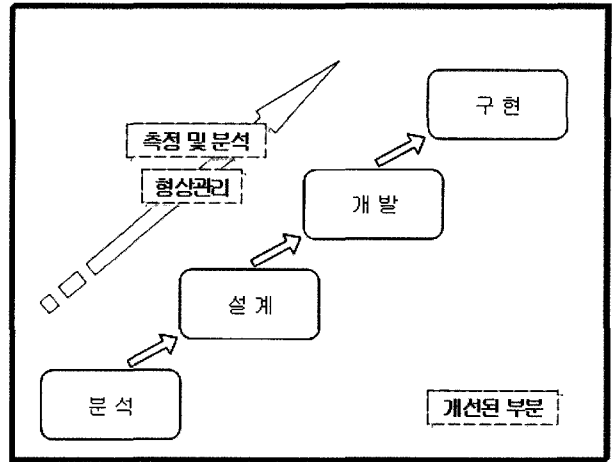 구 현
측정 및 분석
형상관리
개 발
설 계
분 석
개선된 부분